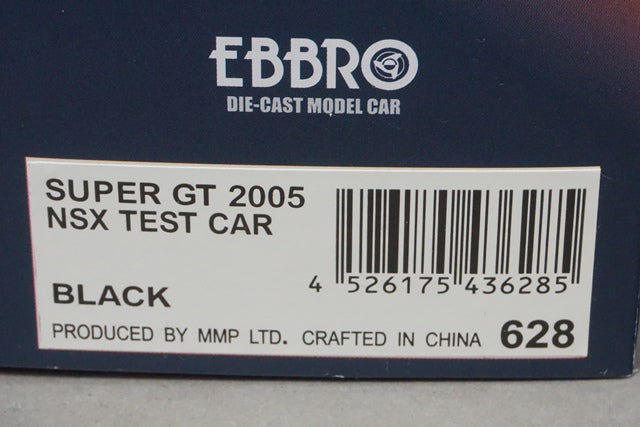 EBBRO
DIE-CAST MODEL CAR
SUPER GT 2005
NSX TEST CAR
4 526175 436285
BLACK
PRODUCED BY MMP LTD. CRAFTED IN CHINA 628